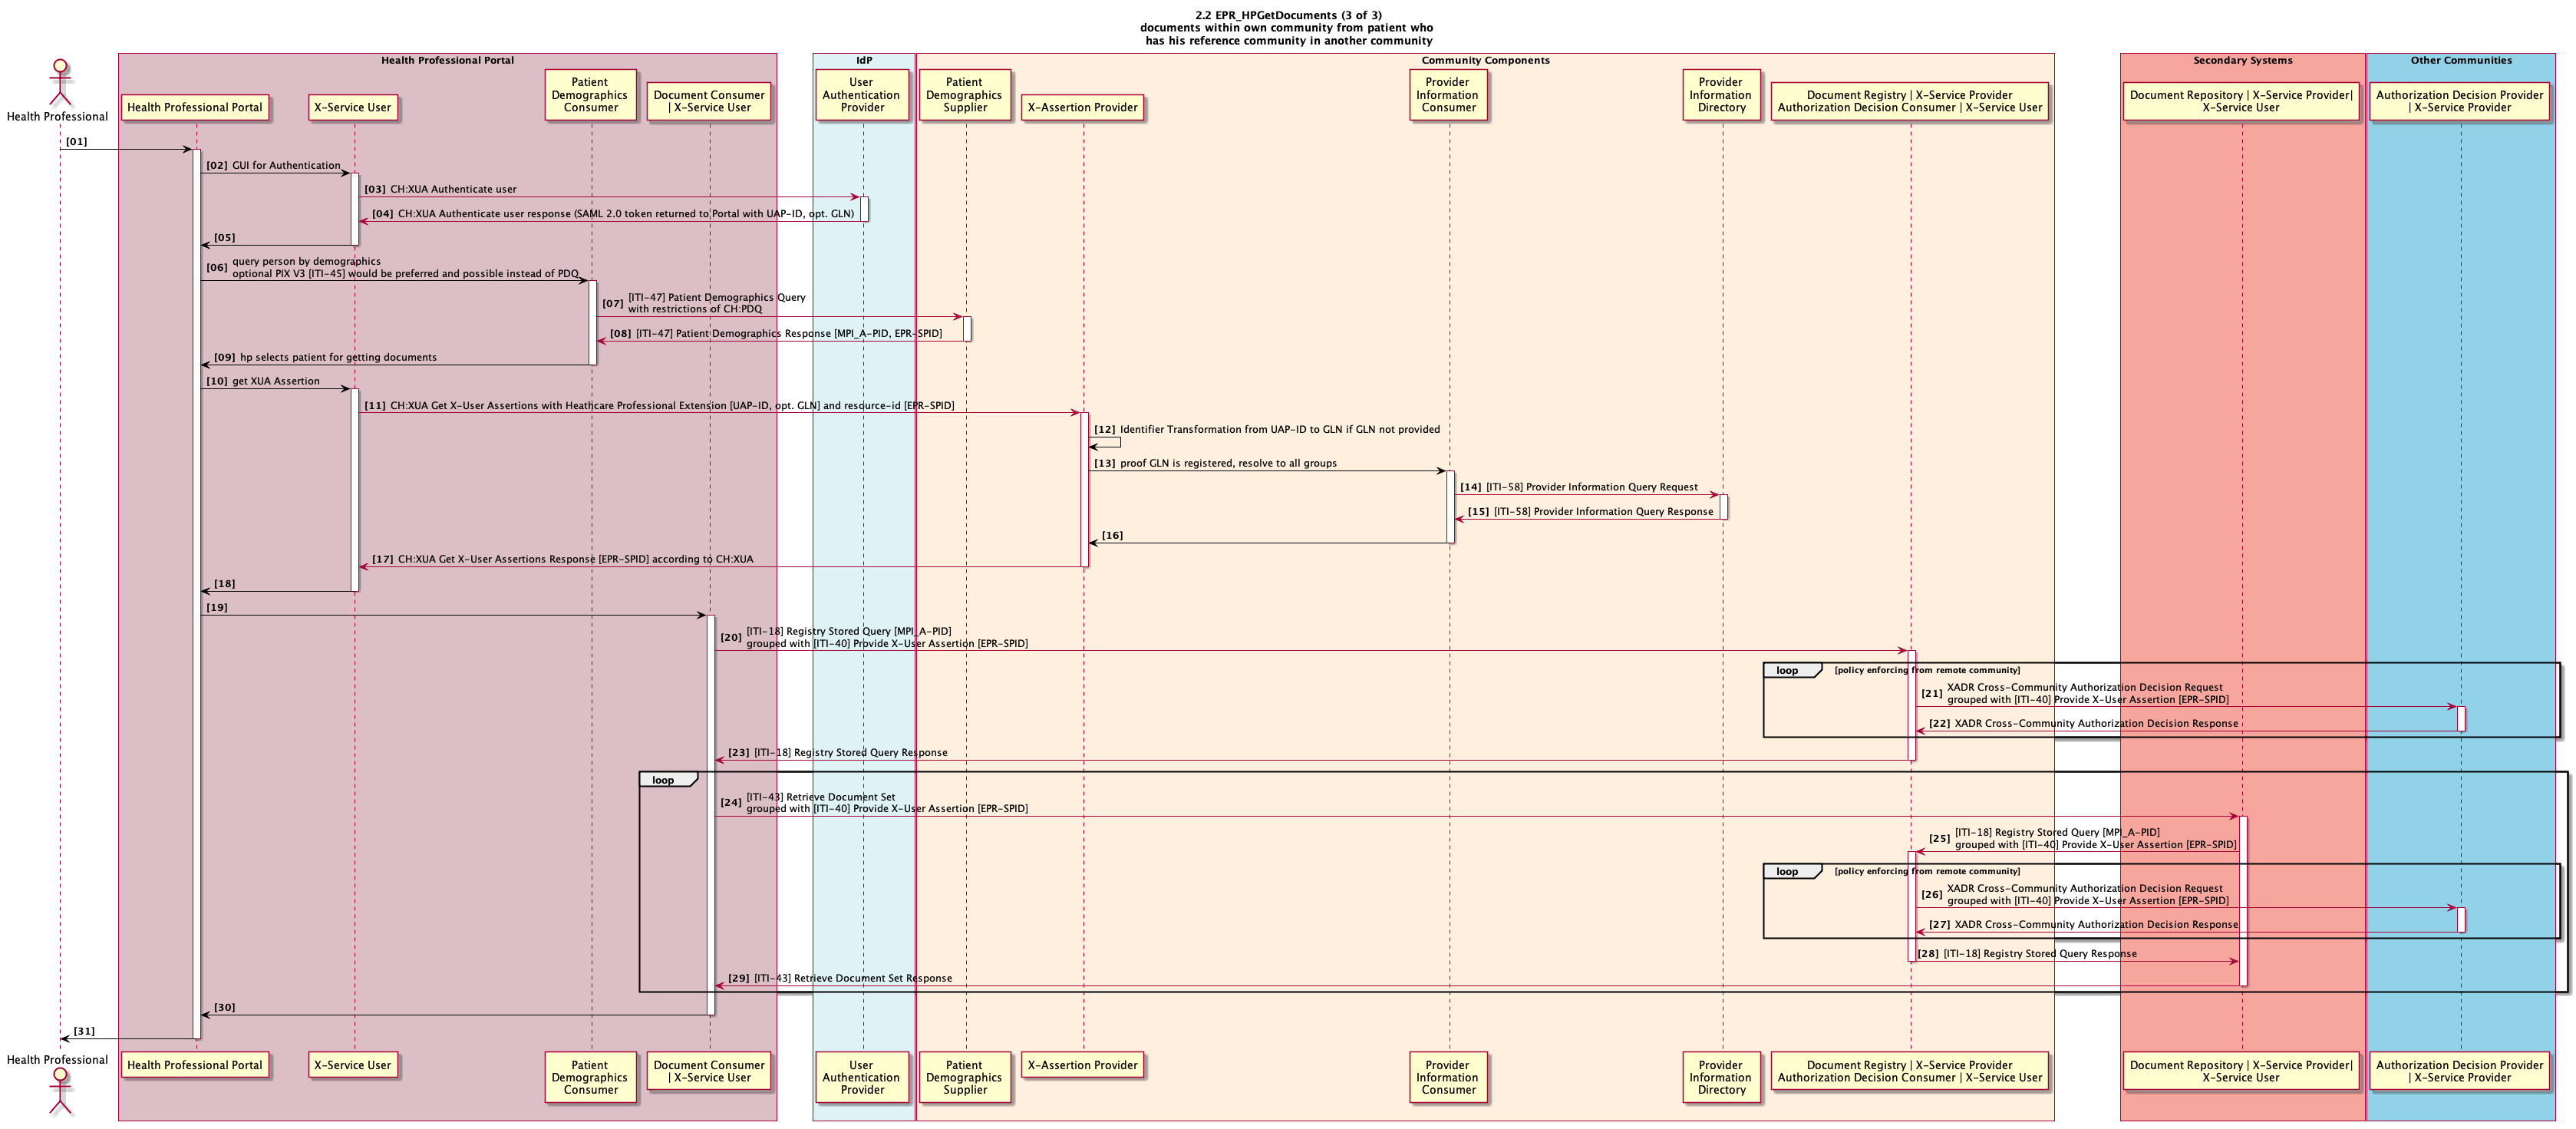 2.2 EPR_HPGetDocuments (3 of 3)
documents within own community from patient who
has his reference community in another community
Health Professional Portal
IdP
Community Components
Secondary Systems
Other Communities
Health Professional
Health Professional Portal
X-Service User
Patient
Demographics
Consumer
Document Consumer
| X-Service User
User
Authentication
Provider
Patient
Demographics
Supplier
X-Assertion Provider
Provider
Information
Consumer
Provider
Information
Directory
Document Registry | X-Service Provider
Authorization Decision Consumer | X-Service User
Document Repository | X-Service Provider|
X-Service User
Authorization Decision Provider
| X-Service Provider
[01]
[02] GUI for Authentication
[03] CH:XUA Authenticate user
[04] CH:XUA Authenticate user response (SAML 2.0 token returned to Portal with UAP-ID, opt. GLN)
[05]
[06] query person by demographics
optional PIX V3 [ITI-45] would be preferred and possible instead of PDQ
[07] [ITI-47] Patient Demographics Query
with restrictions of CH:PDQ
[08] [ITI-47] Patient Demographics Response [MPI_A-PID, EPR-SPID]
[09] hp selects patient for getting documents
[10] get XUA Assertion
[11] CH:XUA Get X-User Assertions with Heathcare Professional Extension [UAP-ID, opt. GLN] and resource-id [EPR-SPID]
[12] Identifier Transformation from UAP-ID to GLN if GLN not provided
[13] proof GLN is registered, resolve to all groups
[14] [ITI-58] Provider Information Query Request
[15] [ITI-58] Provider Information Query Response
[16]
[17] CH:XUA Get X-User Assertions Response [EPR-SPID] according to CH:XUA
[18]
[19]
[20] [ITI-18] Registry Stored Query [MPI_A-PID]
grouped with [ITI-40] Provide X-User Assertion [EPR-SPID]
loop [policy enforcing from remote community]
[21] XADR Cross-Community Authorization Decision Request
grouped with [ITI-40] Provide X-User Assertion [EPR-SPID]
[22] XADR Cross-Community Authorization Decision Response
[23] [ITI-18] Registry Stored Query Response
loop
[24] [ITI-43] Retrieve Document Set
grouped with [ITI-40] Provide X-User Assertion [EPR-SPID]
[25] [ITI-18] Registry Stored Query [MPI_A-PID]
grouped with [ITI-40] Provide X-User Assertion [EPR-SPID]
loop [policy enforcing from remote community]
[26] XADR Cross-Community Authorization Decision Request
grouped with [ITI-40] Provide X-User Assertion [EPR-SPID]
[27] XADR Cross-Community Authorization Decision Response
[28] [ITI-18] Registry Stored Query Response
[29] [ITI-43] Retrieve Document Set Response
[30]
[31]
Health Professional
Health Professional Portal
X-Service User
Patient
Demographics
Consumer
Document Consumer
| X-Service User
User
Authentication
Provider
Patient
Demographics
Supplier
X-Assertion Provider
Provider
Information
Consumer
Provider
Information
Directory
Document Registry | X-Service Provider
Authorization Decision Consumer | X-Service User
Document Repository | X-Service Provider|
X-Service User
Authorization Decision Provider
| X-Service Provider